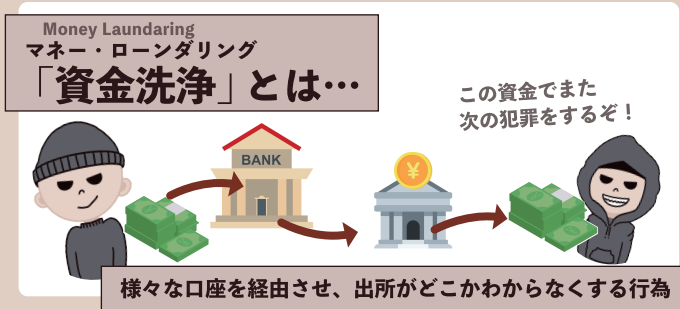 Money Laundaring
マネー・ローンダリング
「資金洗浄」とは…
この資金でまた
次の犯罪をするぞ！
BANK
¥
様々な口座を経由させ、出所がどこかわからなくする行為